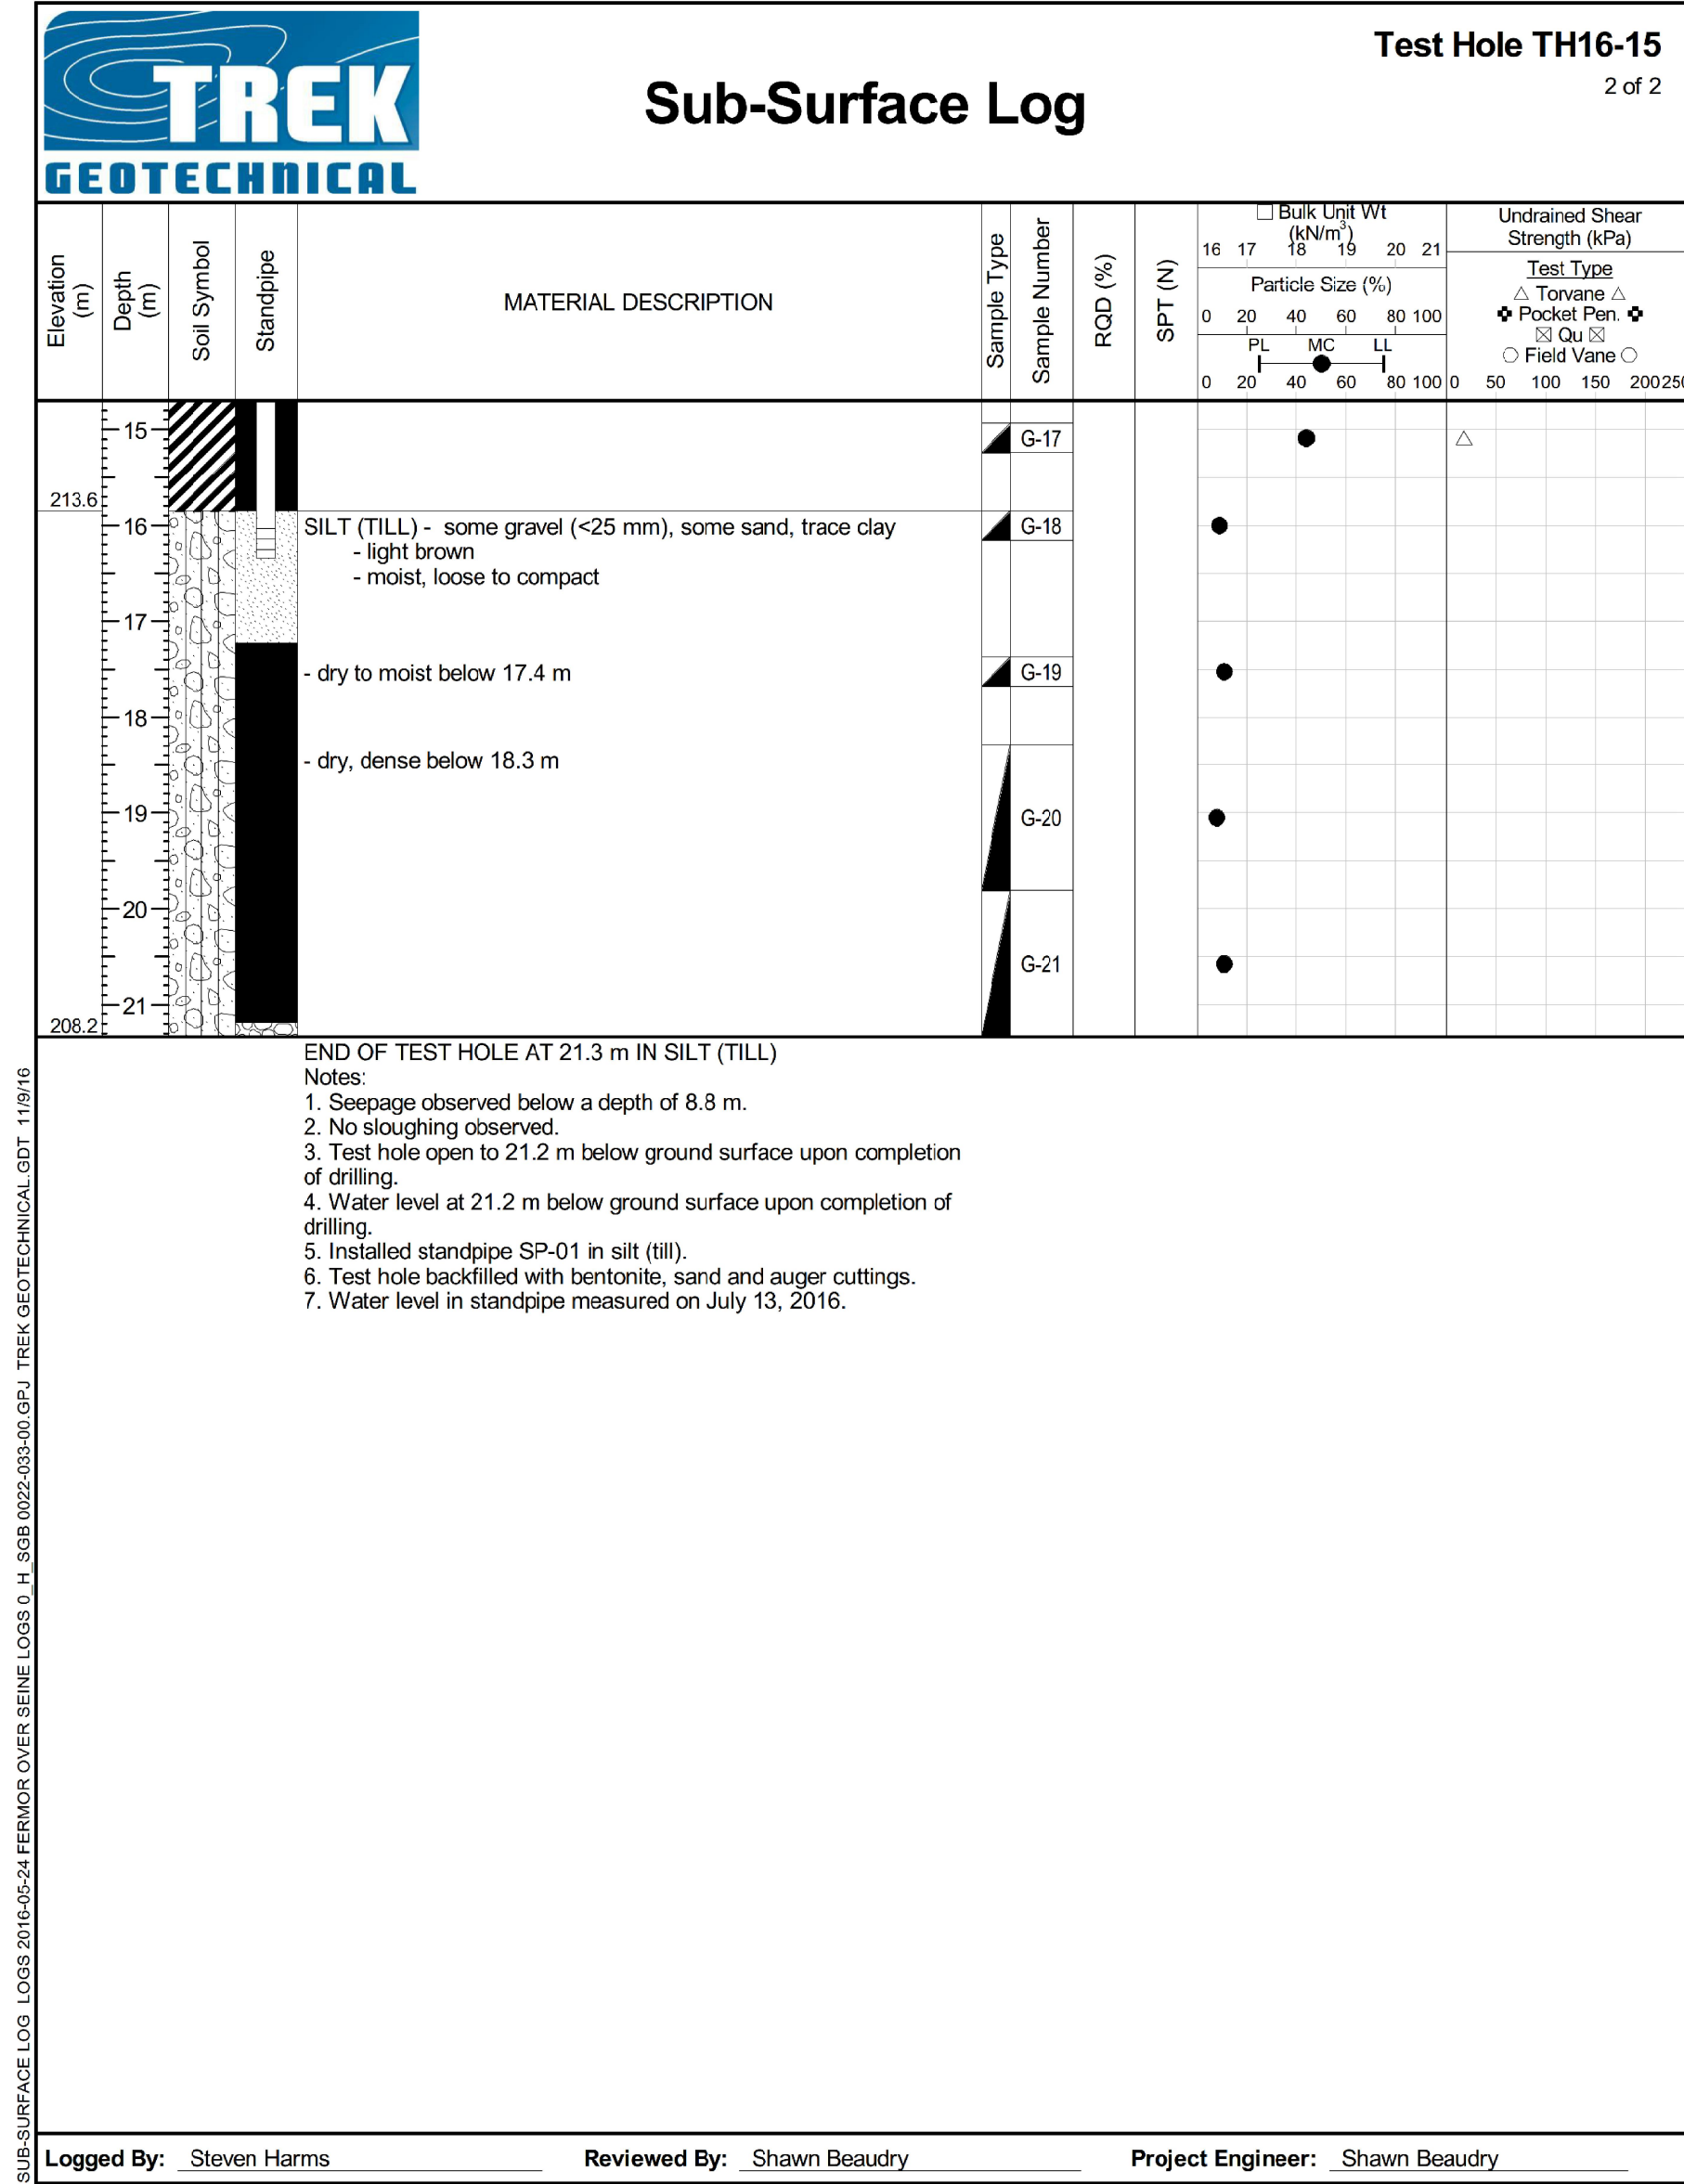 TREK
GEOTECHNICAL
Sub-Surface Log
Test Hole TH16-15
2 of 2
Elevation
(m)
Depth
(m)
Soil Symbol
Standpipe
MATERIAL DESCRIPTION
Sample Type
Sample Number
RQD (%)
SPT (N)
□ Bulk Unit Wt
(kN/m³)
16 17 18 19 20 21
Particle Size (%)
0 20 40 60 80 100
PL MC LL
0 20 40 60 80 100
Undrained Shear
Strength (kPa)
Test Type
△ Torvane △
Pocket Pen.
☒ Qu ☒
○ Field Vane ○
0 50 100 150 200 250
15
G-17
213.6
16
SILT (TILL) - some gravel (<25 mm), some sand, trace clay
- light brown
- moist, loose to compact
G-18
17
- dry to moist below 17.4 m
G-19
18
- dry, dense below 18.3 m
19
G-20
20
G-21
21
208.2
END OF TEST HOLE AT 21.3 m IN SILT (TILL)
Notes:
1. Seepage observed below a depth of 8.8 m.
2. No sloughing observed.
3. Test hole open to 21.2 m below ground surface upon completion
of drilling.
4. Water level at 21.2 m below ground surface upon completion of
drilling.
5. Installed standpipe SP-01 in silt (till).
6. Test hole backfilled with bentonite, sand and auger cuttings.
7. Water level in standpipe measured on July 13, 2016.
SUB-SURFACE LOG LOGS 2016-05-24 FERMOR OVER SEINE LOGS 0_H_SGB 0022-033-00.GPJ TREK GEOTECHNICAL.GDT 11/9/16
Logged By: Steven Harms
Reviewed By: Shawn Beaudry
Project Engineer: Shawn Beaudry